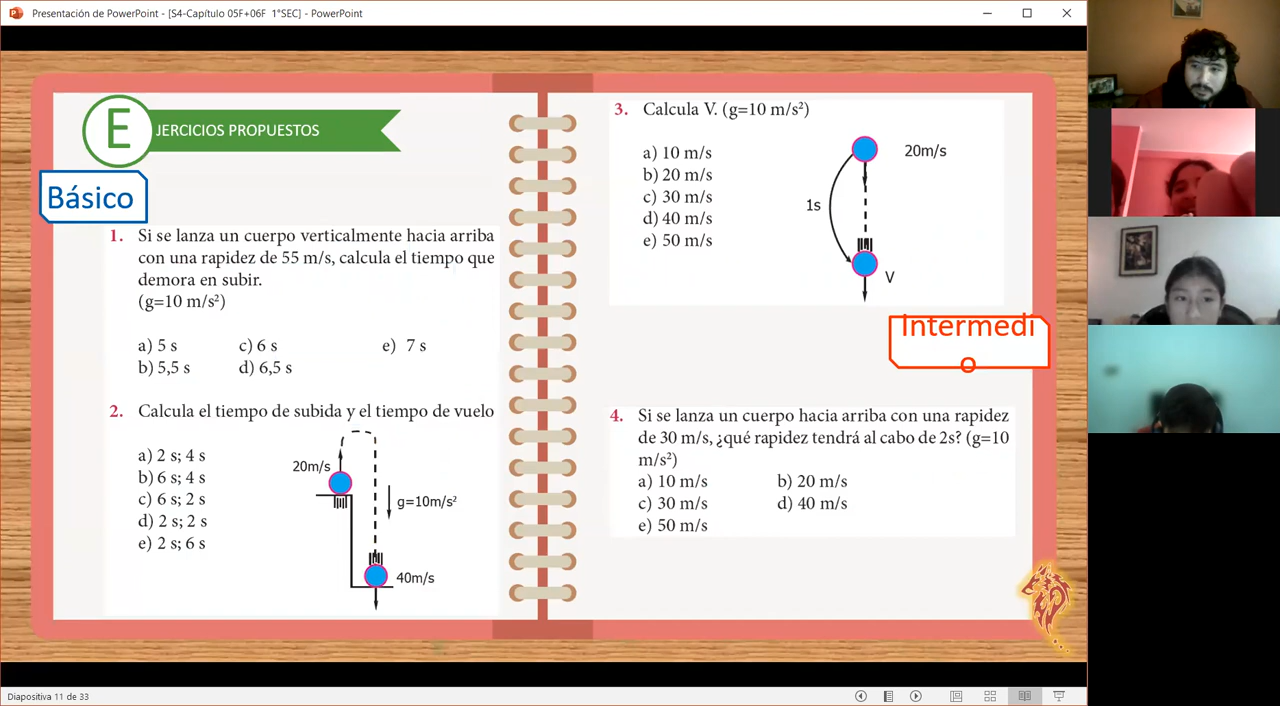 Presentación de PowerPoint - [S4-Capítulo 05F+06F 1°SEC] - PowerPoint
E
JERCICIOS PROPUESTOS
Básico
1. Si se lanza un cuerpo verticalmente hacia arriba
con una rapidez de 55 m/s, calcula el tiempo que
demora en subir.
(g=10 m/s²)
a) 5 s c) 6 s e) 7 s
b) 5,5 s d) 6,5 s
2. Calcula el tiempo de subida y el tiempo de vuelo
a) 2 s; 4 s
b) 6 s; 4 s
c) 6 s; 2 s
d) 2 s; 2 s
e) 2 s; 6 s
20m/s
g=10m/s²
40m/s
3. Calcula V. (g=10 m/s²)
a) 10 m/s
b) 20 m/s
c) 30 m/s
d) 40 m/s
e) 50 m/s
20m/s
1s
V
Intermedi
o
4. Si se lanza un cuerpo hacia arriba con una rapidez
de 30 m/s, ¿qué rapidez tendrá al cabo de 2s? (g=10
m/s²)
a) 10 m/s b) 20 m/s
c) 30 m/s d) 40 m/s
e) 50 m/s
Diapositiva 11 de 33